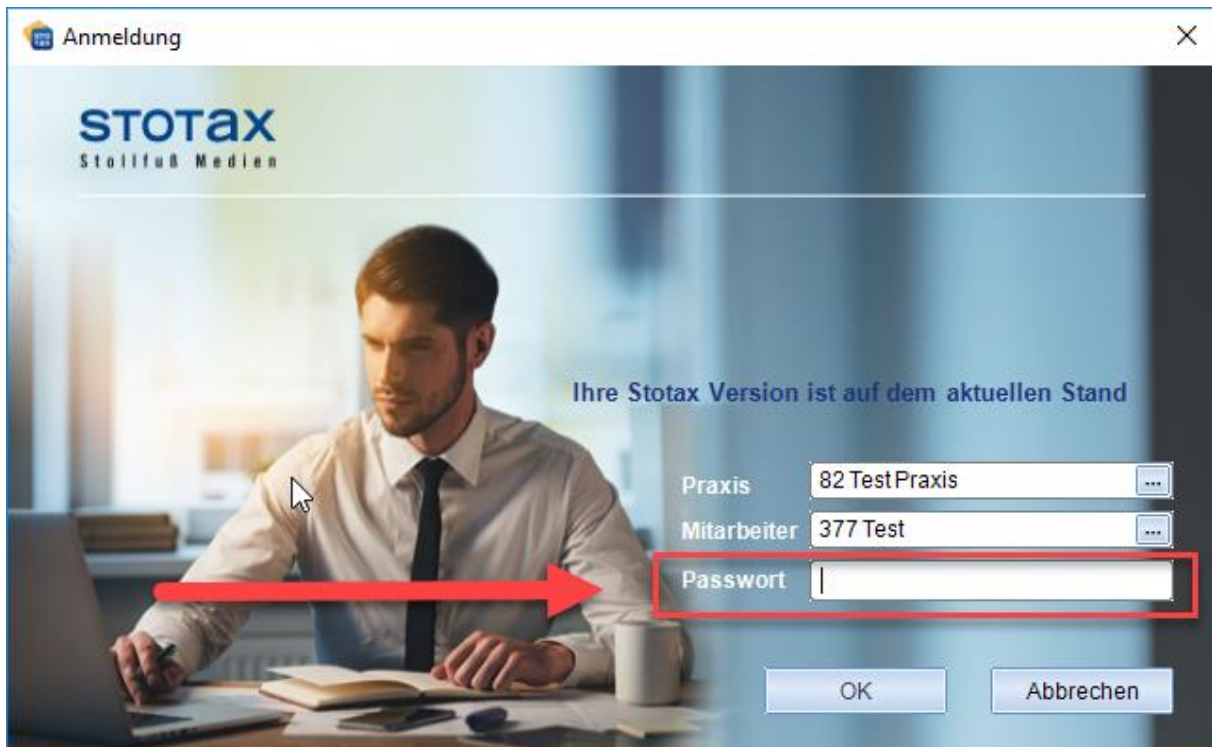 Anmeldung
STOTAX
Stollfuß Medien
Ihre Stotax Version ist auf dem aktuellen Stand
Praxis 82 Test Praxis ...
Mitarbeiter 377 Test ...
Passwort
OK Abbrechen